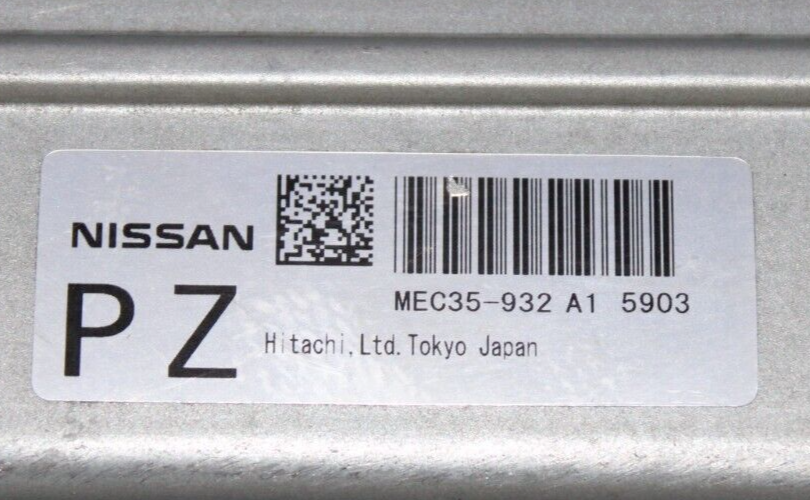 NISSAN
PZ
MEC35-932 A1 5903
Hitachi,Ltd.Tokyo Japan